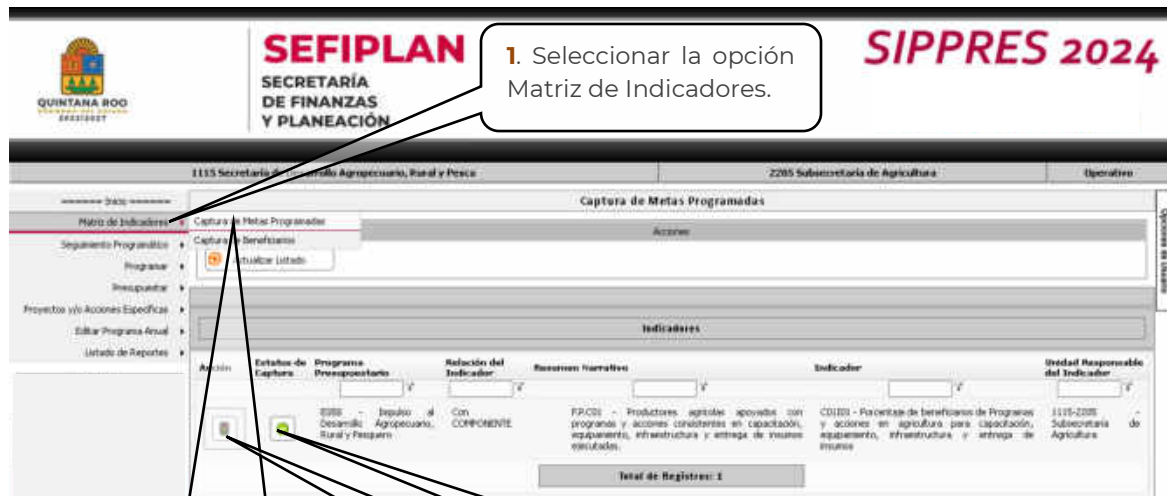 SEFIPLAN
SECRETARÍA
DE FINANZAS
Y PLANEACIÓN
QUINTANA ROO
1. Seleccionar la opción
Matriz de Indicadores.
SIPPRES 2024
1115 Secretaría de Desarrollo Agropecuario, Rural y Pesca
2205 Subsecretaría de Agricultura
Operativo
Inicio
Matriz de Indicadores
Seguimiento Programático
Programar
Presupuestar
Proyectos y/o Acciones Específicas
Editar Programa Anual
Listado de Reportes
Captura de Metas Programadas
Captura de Beneficiarios
Captura de Metas Programadas
Acciones
Actualizar Listado
Opciones de Usuario
Indicadores
Acción
Estatus de
Captura
Programa
Presupuestario
Relación del
Indicador
Resumen Narrativo
Indicador
Unidad Responsable
del Indicador
- Impulso al
Desarrollo Agropecuario,
Rural y Pesquero
Con
COMPONENTE
F.P.C01 - Productores agrícolas apoyados con
programas y acciones consistentes en capacitación,
equipamiento, infraestructura y entrega de insumos
ejecutadas.
- Porcentaje de beneficiarios de Programas
y acciones en agricultura para capacitación,
equipamiento, infraestructura y entrega de
insumos
1115-2205 -
Subsecretaría de
Agricultura
Total de Registros: 1